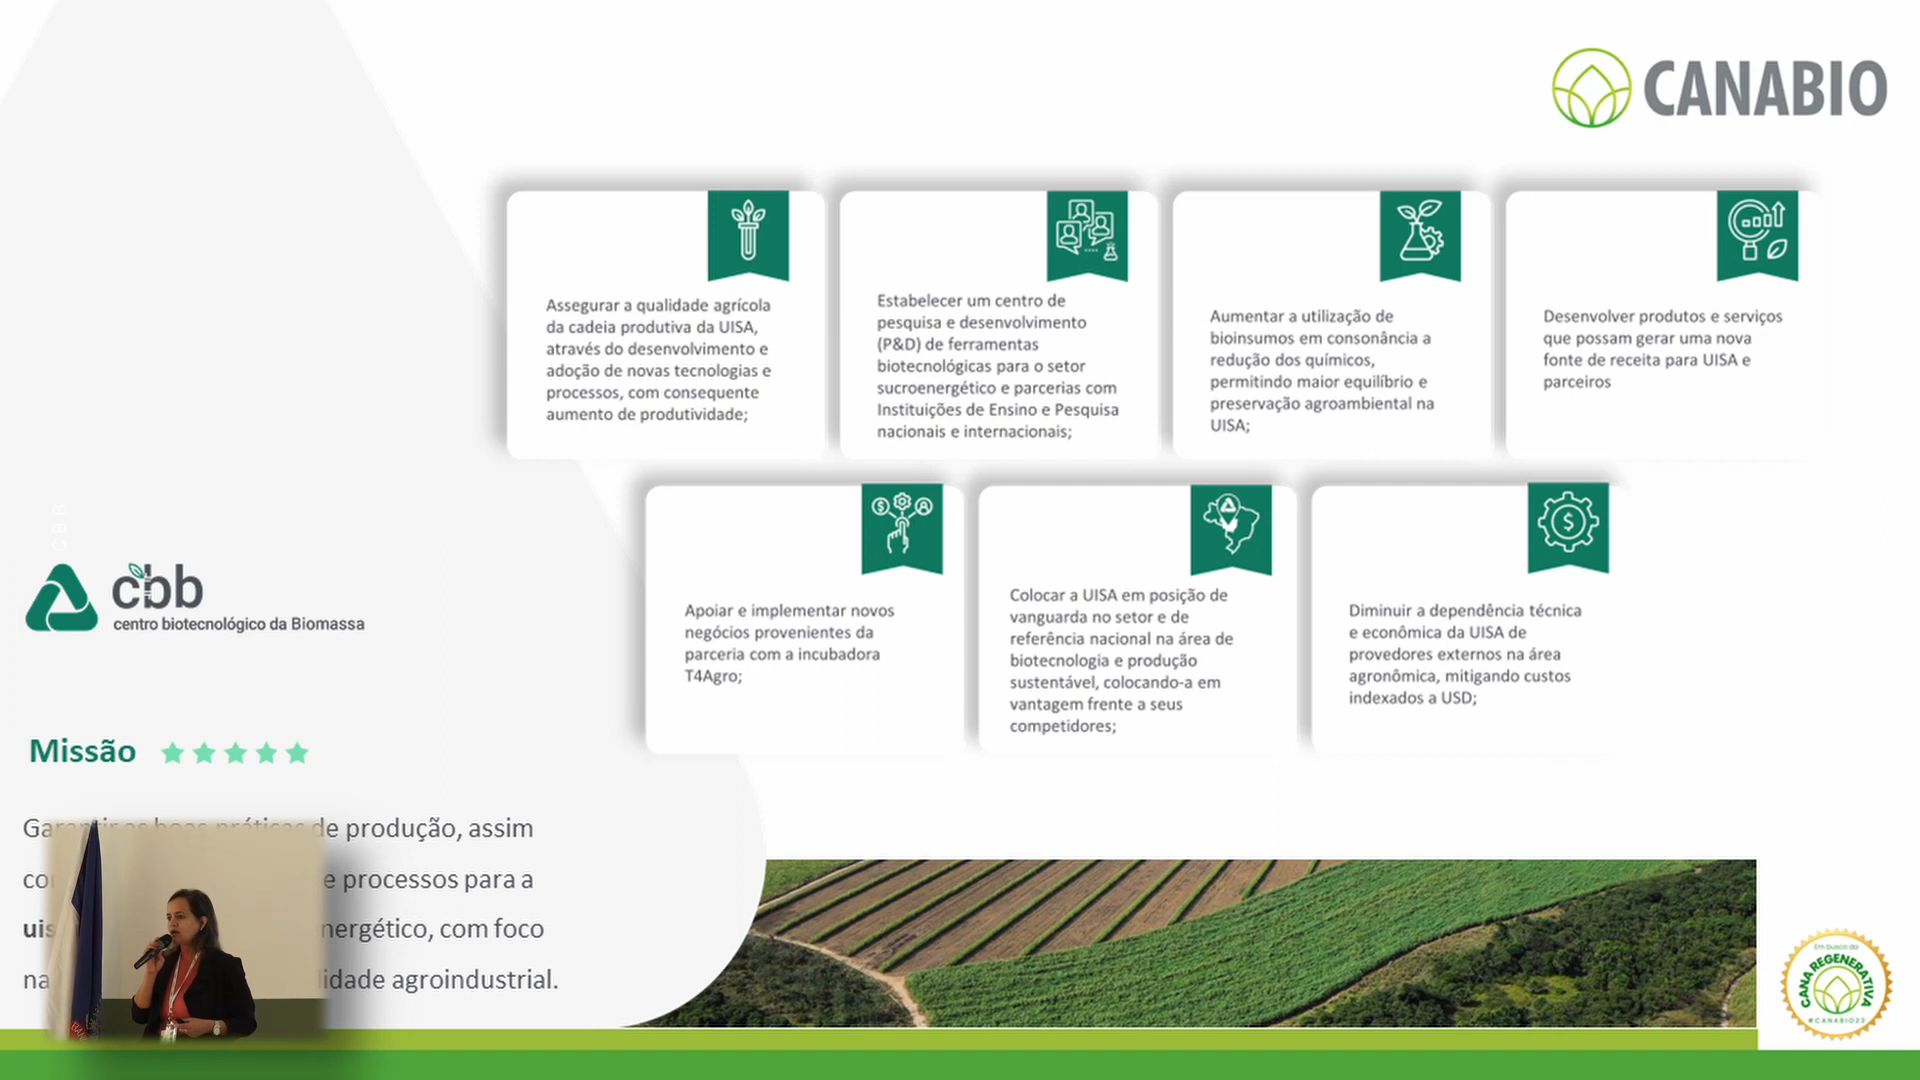 CANABIO
Assegurar a qualidade agrícola
da cadeia produtiva da UISA,
através do desenvolvimento e
adoção de novas tecnologias e
processos, com consequente
aumento de produtividade;
Estabelecer um centro de
pesquisa e desenvolvimento
(P&D) de ferramentas
biotecnológicas para o setor
sucroenergético e parcerias com
Instituições de Ensino e Pesquisa
nacionais e internacionais;
Aumentar a utilização de
bioinsumos em consonância a
redução dos químicos,
permitindo maior equilíbrio e
preservação agroambiental na
UISA;
Desenvolver produtos e serviços
que possam gerar uma nova
fonte de receita para UISA e
parceiros
Apoiar e implementar novos
negócios provenientes da
parceria com a incubadora
T4Agro;
Colocar a UISA em posição de
vanguarda no setor e de
referência nacional na área de
biotecnologia e produção
sustentável, colocando-a em
vantagem frente a seus
competidores;
Diminuir a dependência técnica
e econômica da UISA de
provedores externos na área
agronômica, mitigando custos
indexados a USD;
CBB
cbb
centro biotecnológico da Biomassa
Missão
de produção, assim
e processos para a
com foco
na agroindustrial.
Em busca da
CANA REGENERATIVA
#CANABIO23